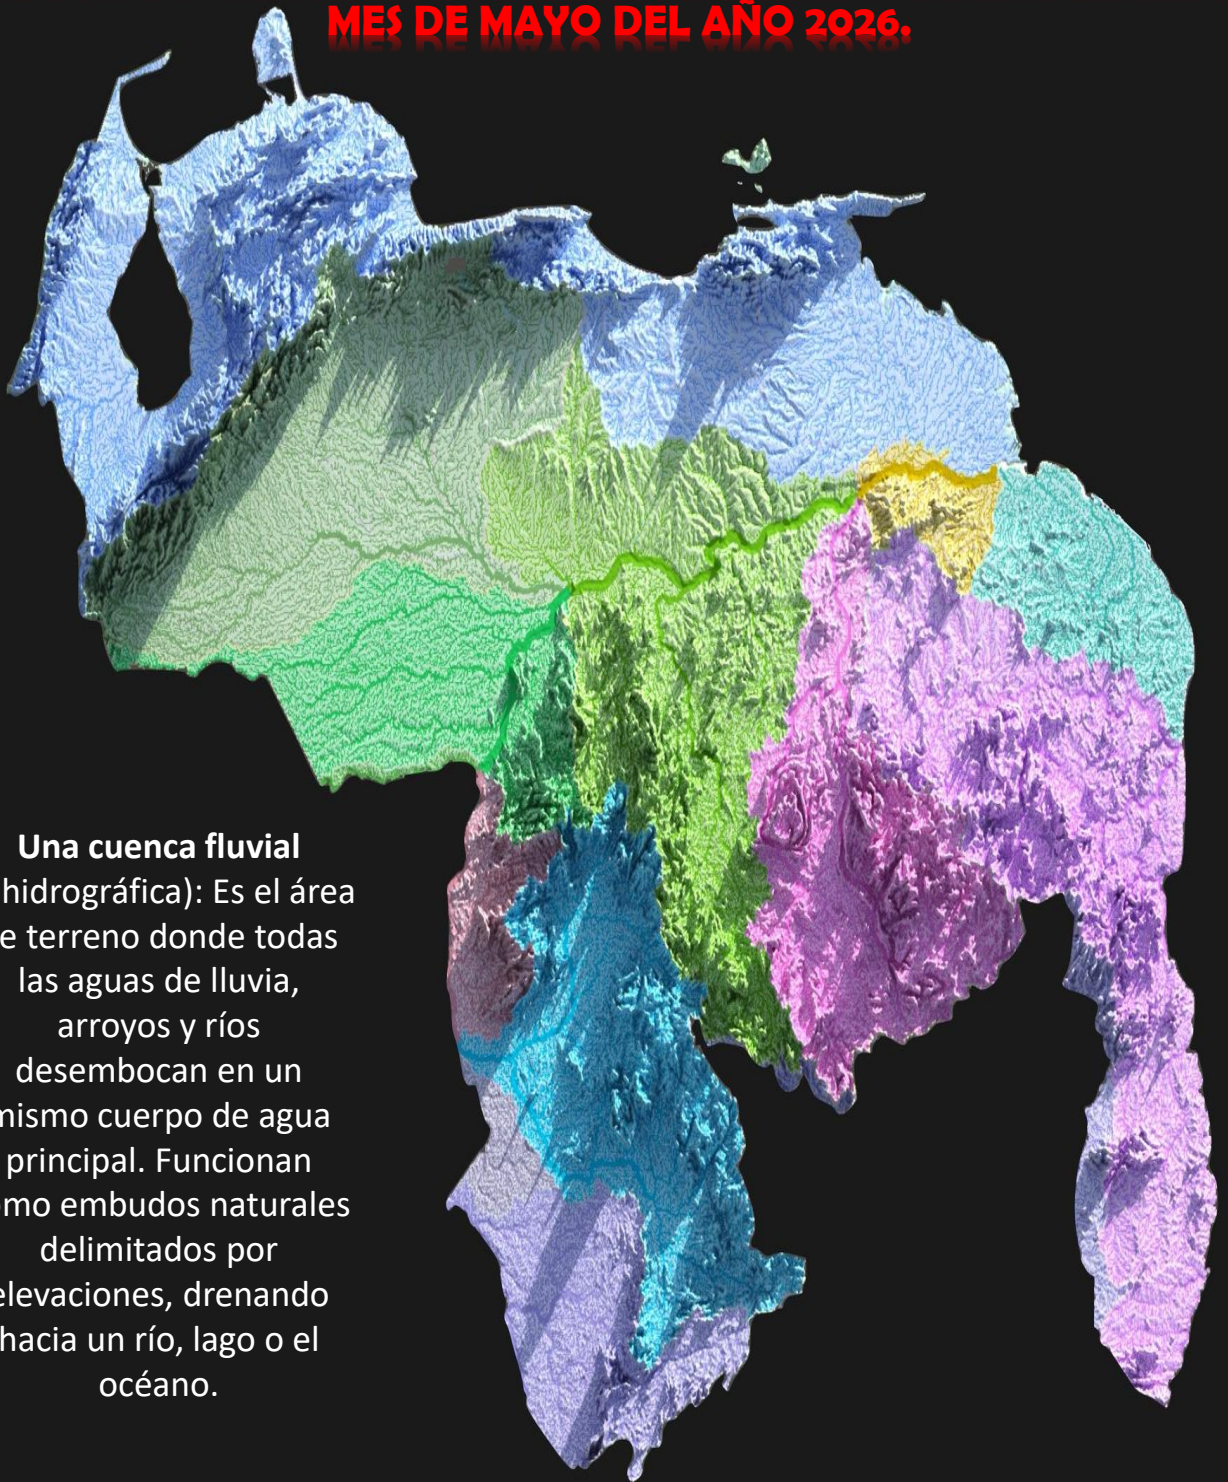 MES DE MAYO DEL AÑO 2026.
Una cuenca fluvial
hidrográfica): Es el área
e terreno donde todas
las aguas de lluvia,
arroyos y ríos
desembocan en un
mismo cuerpo de agua
principal. Funcionan
omo embudos naturales
delimitados por
elevaciones, drenando
hacia un río, lago o el
océano.